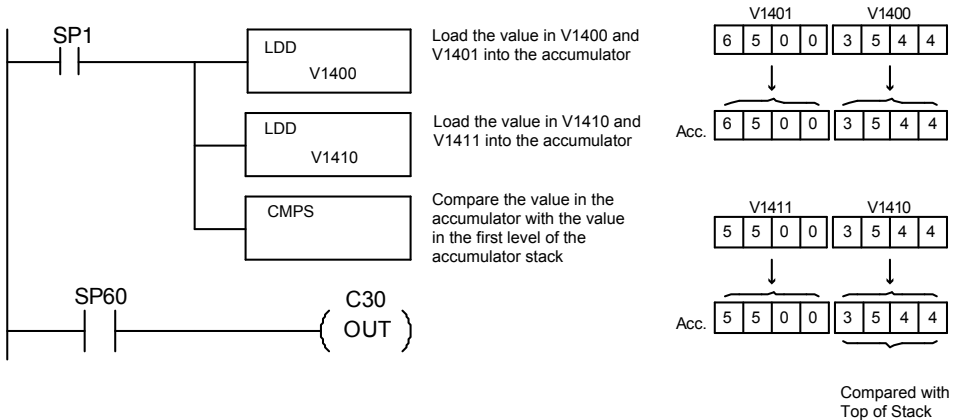 SP1
LDD
V1400
Load the value in V1400 and
V1401 into the accumulator
V1401 V1400
6 5 0 0 3 5 4 4
Acc. 6 5 0 0 3 5 4 4
LDD
V1410
Load the value in V1410 and
V1411 into the accumulator
CMPS
Compare the value in the
accumulator with the value
in the first level of the
accumulator stack
V1411 V1410
5 5 0 0 3 5 4 4
Acc. 5 5 0 0 3 5 4 4
SP60
C30
OUT
Compared with
Top of Stack